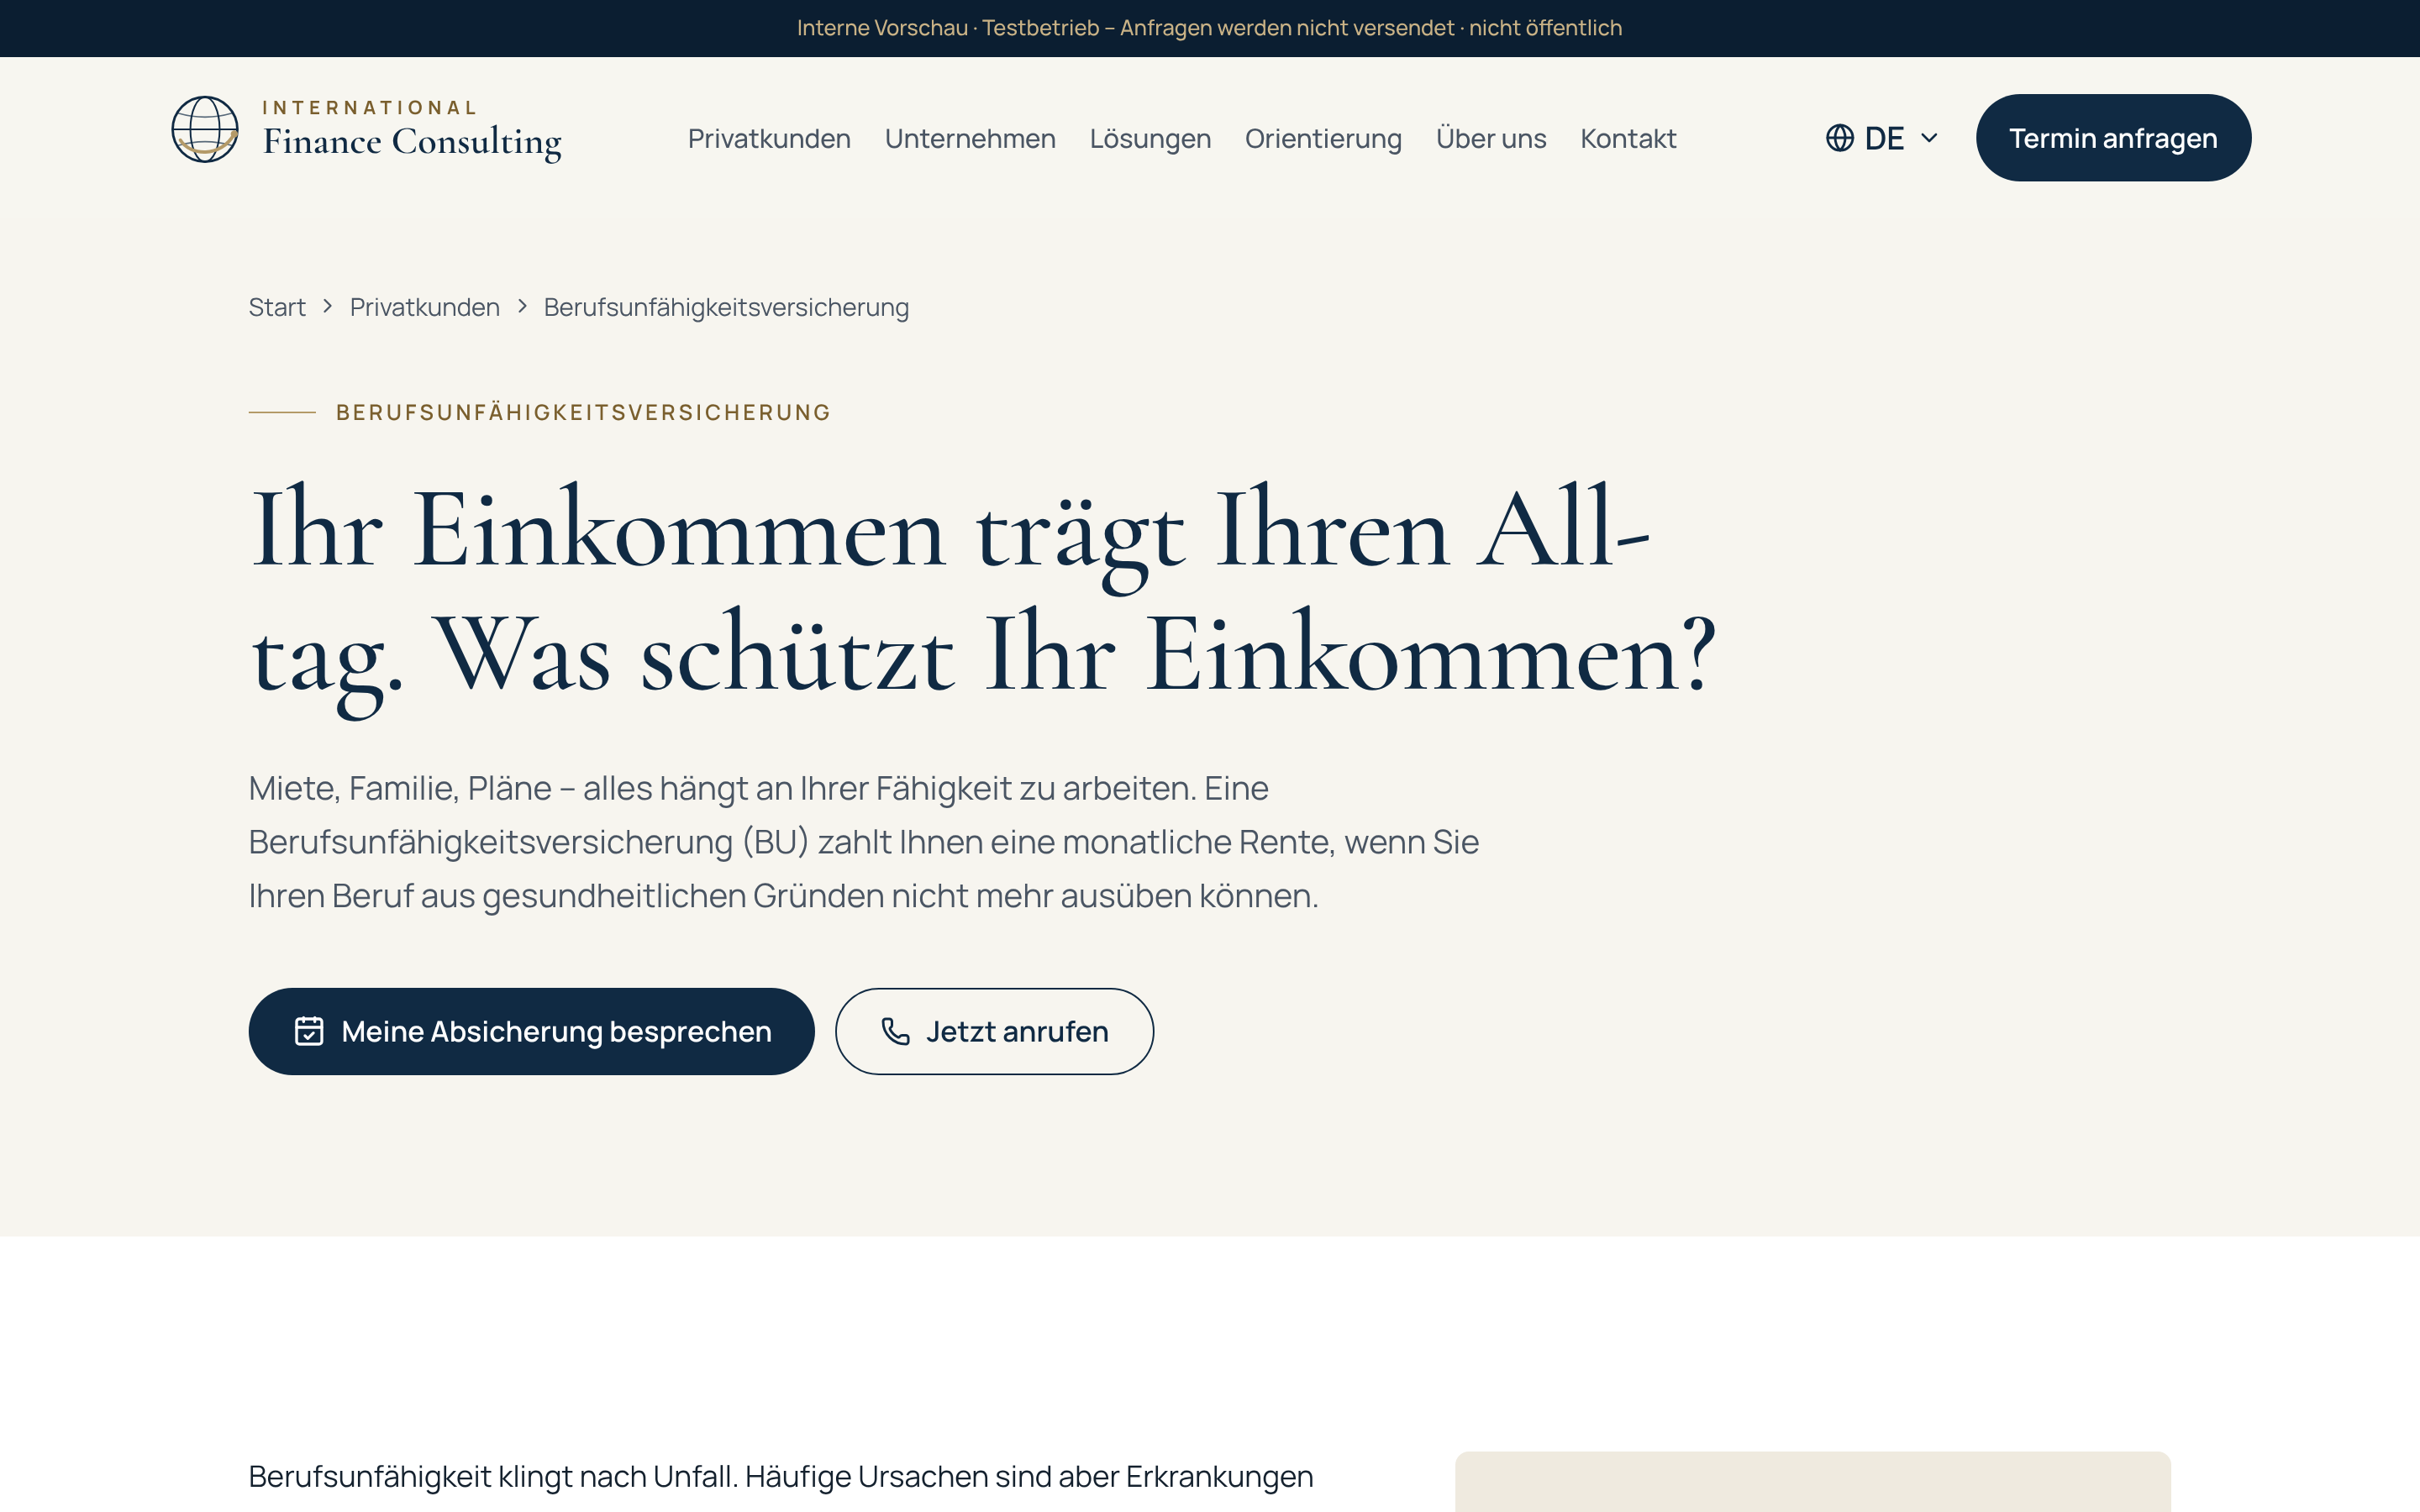 Interne Vorschau · Testbetrieb – Anfragen werden nicht versendet · nicht öffentlich
INTERNATIONAL
Finance Consulting
Privatkunden Unternehmen Lösungen Orientierung Über uns Kontakt
DE
Termin anfragen
Start > Privatkunden > Berufsunfähigkeitsversicherung
BERUFSUNFÄHIGKEITSVERSICHERUNG
Ihr Einkommen trägt Ihren All-
tag. Was schützt Ihr Einkommen?
Miete, Familie, Pläne – alles hängt an Ihrer Fähigkeit zu arbeiten. Eine
Berufsunfähigkeitsversicherung (BU) zahlt Ihnen eine monatliche Rente, wenn Sie
Ihren Beruf aus gesundheitlichen Gründen nicht mehr ausüben können.
Meine Absicherung besprechen
Jetzt anrufen
Berufsunfähigkeit klingt nach Unfall. Häufige Ursachen sind aber Erkrankungen